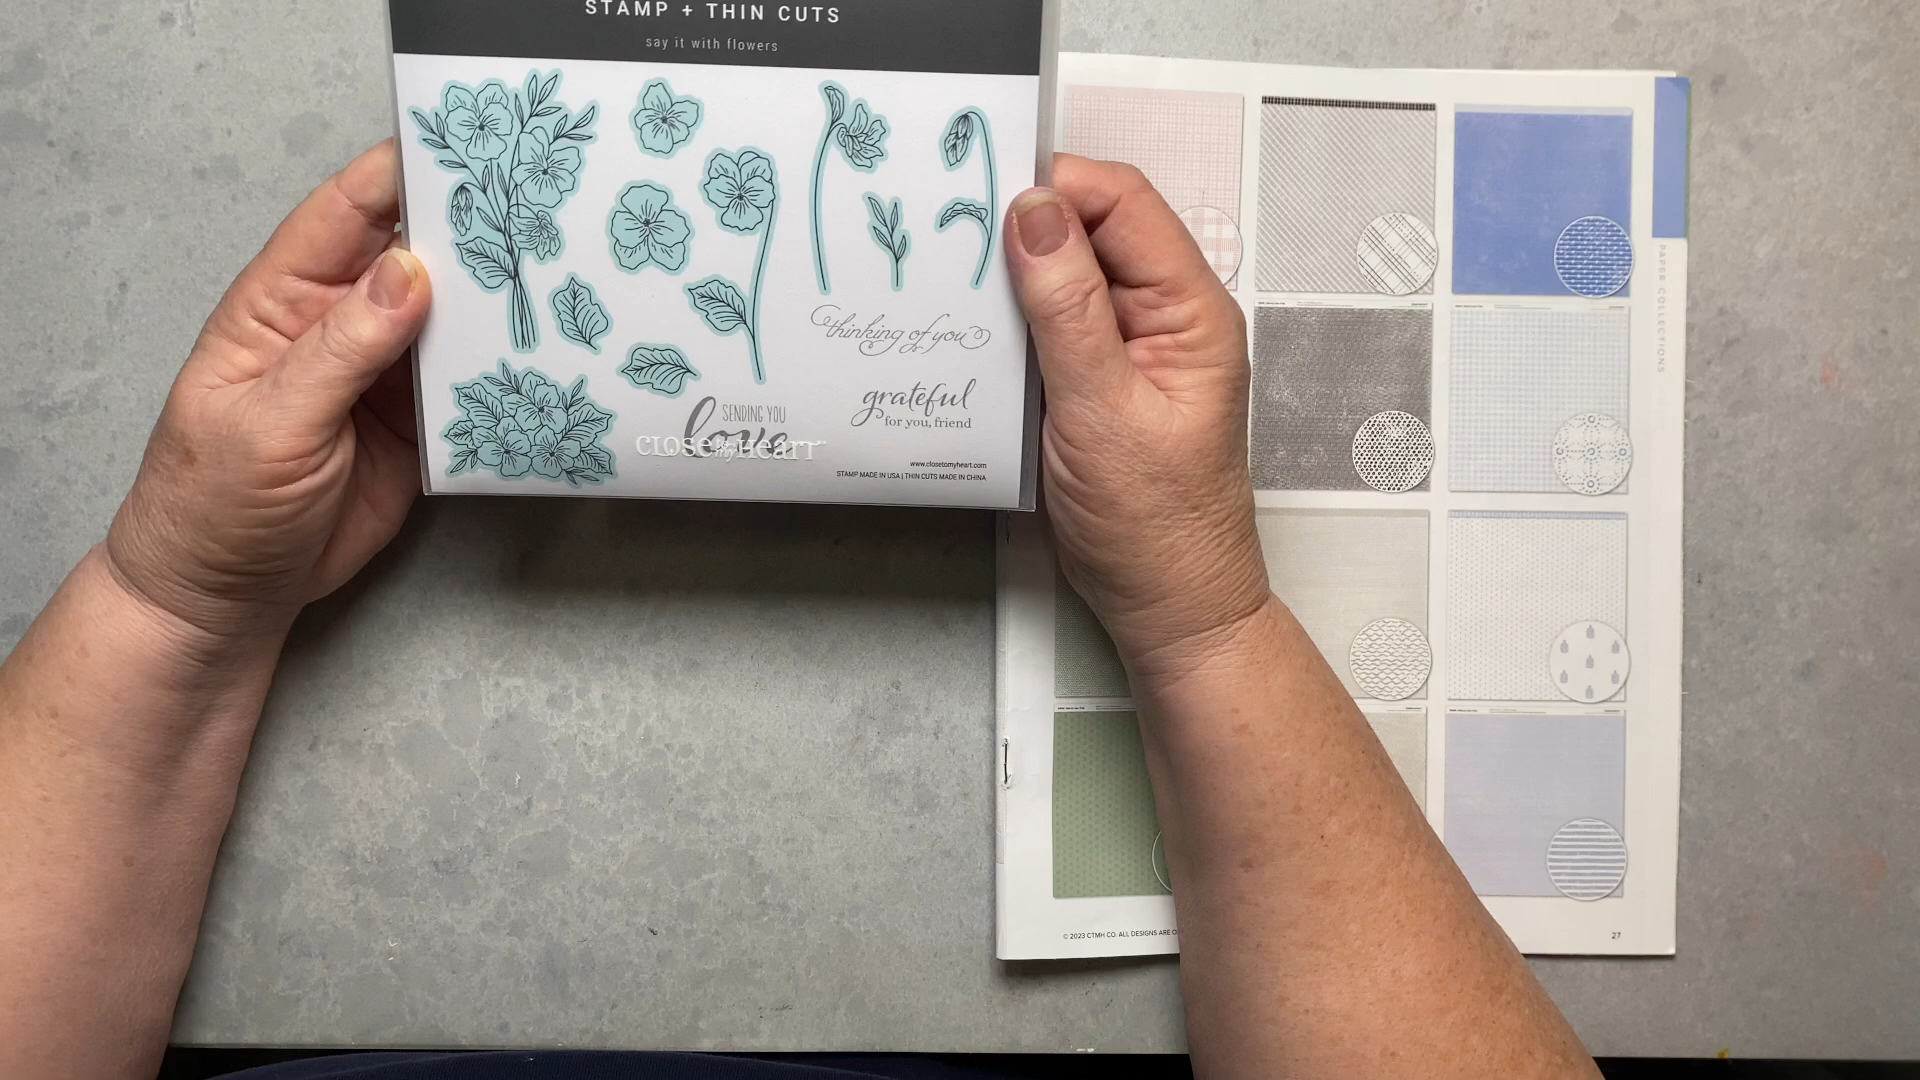 STAMP + THIN CUTS
say it with flowers
thinking of you
grateful
for you, friend
SENDING YOU
love
CLOSE to my HEART
www.closetomyheart.com
STAMP MADE IN USA | THIN CUTS MADE IN CHINA
PAPER COLLECTIONS
© 2023 CTMH CO. ALL DESIGNS ARE
27